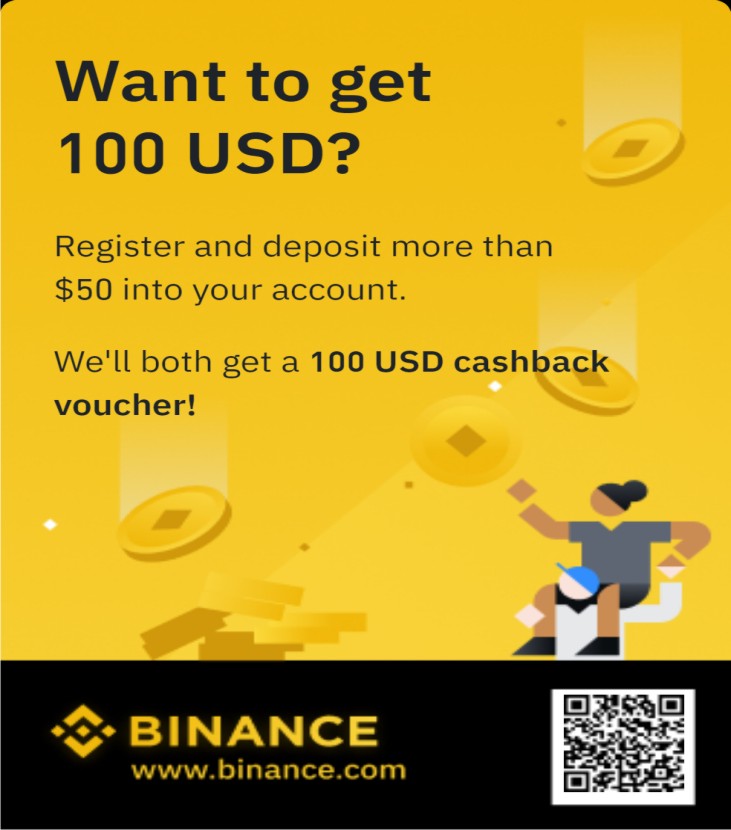 Want to get
100 USD?
Register and deposit more than
$50 into your account.
We'll both get a 100 USD cashback
voucher!
BINANCE
www.binance.com